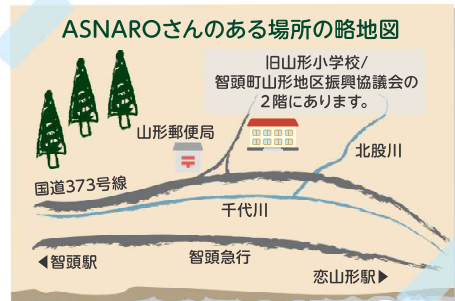 ASNAROさんのある場所の略地図
旧山形小学校/
智頭町山形地区振興協議会の
2階にあります。
山形郵便局
北股川
国道373号線
千代川
◀智頭駅
智頭急行
恋山形駅▶